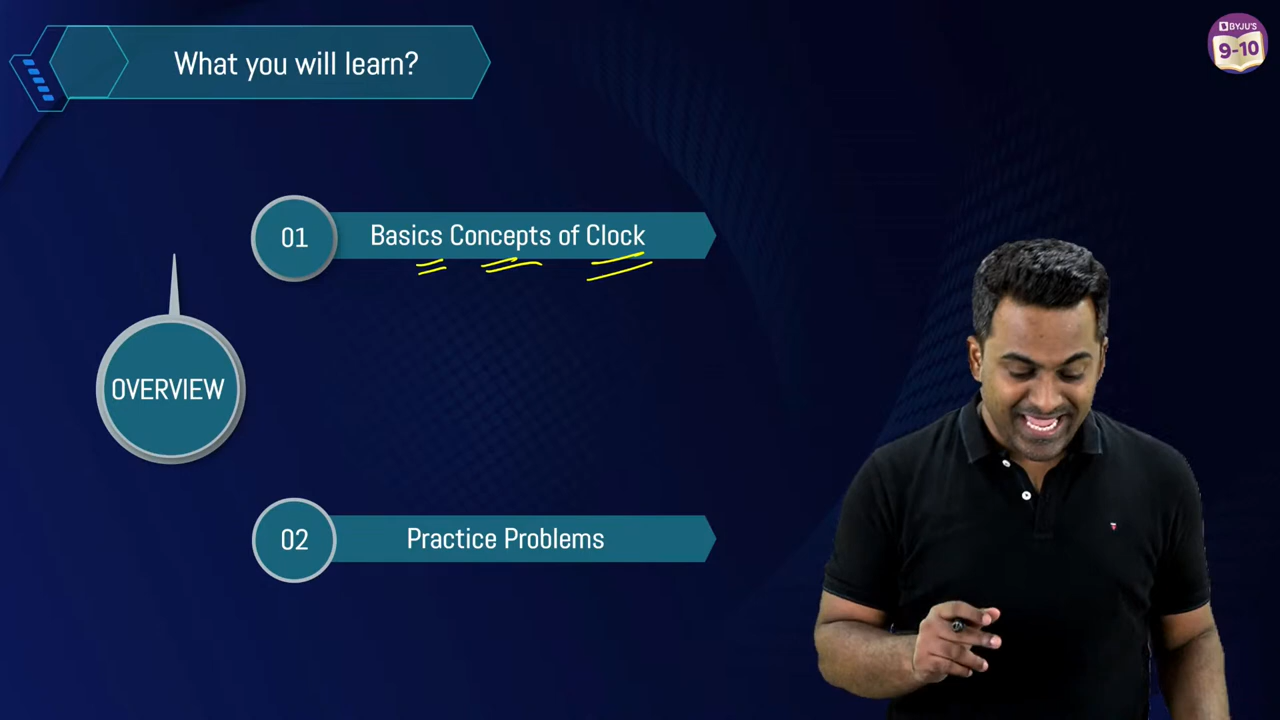 What you will learn?
BYJU'S
9-10
01
Basics Concepts of Clock
OVERVIEW
02
Practice Problems